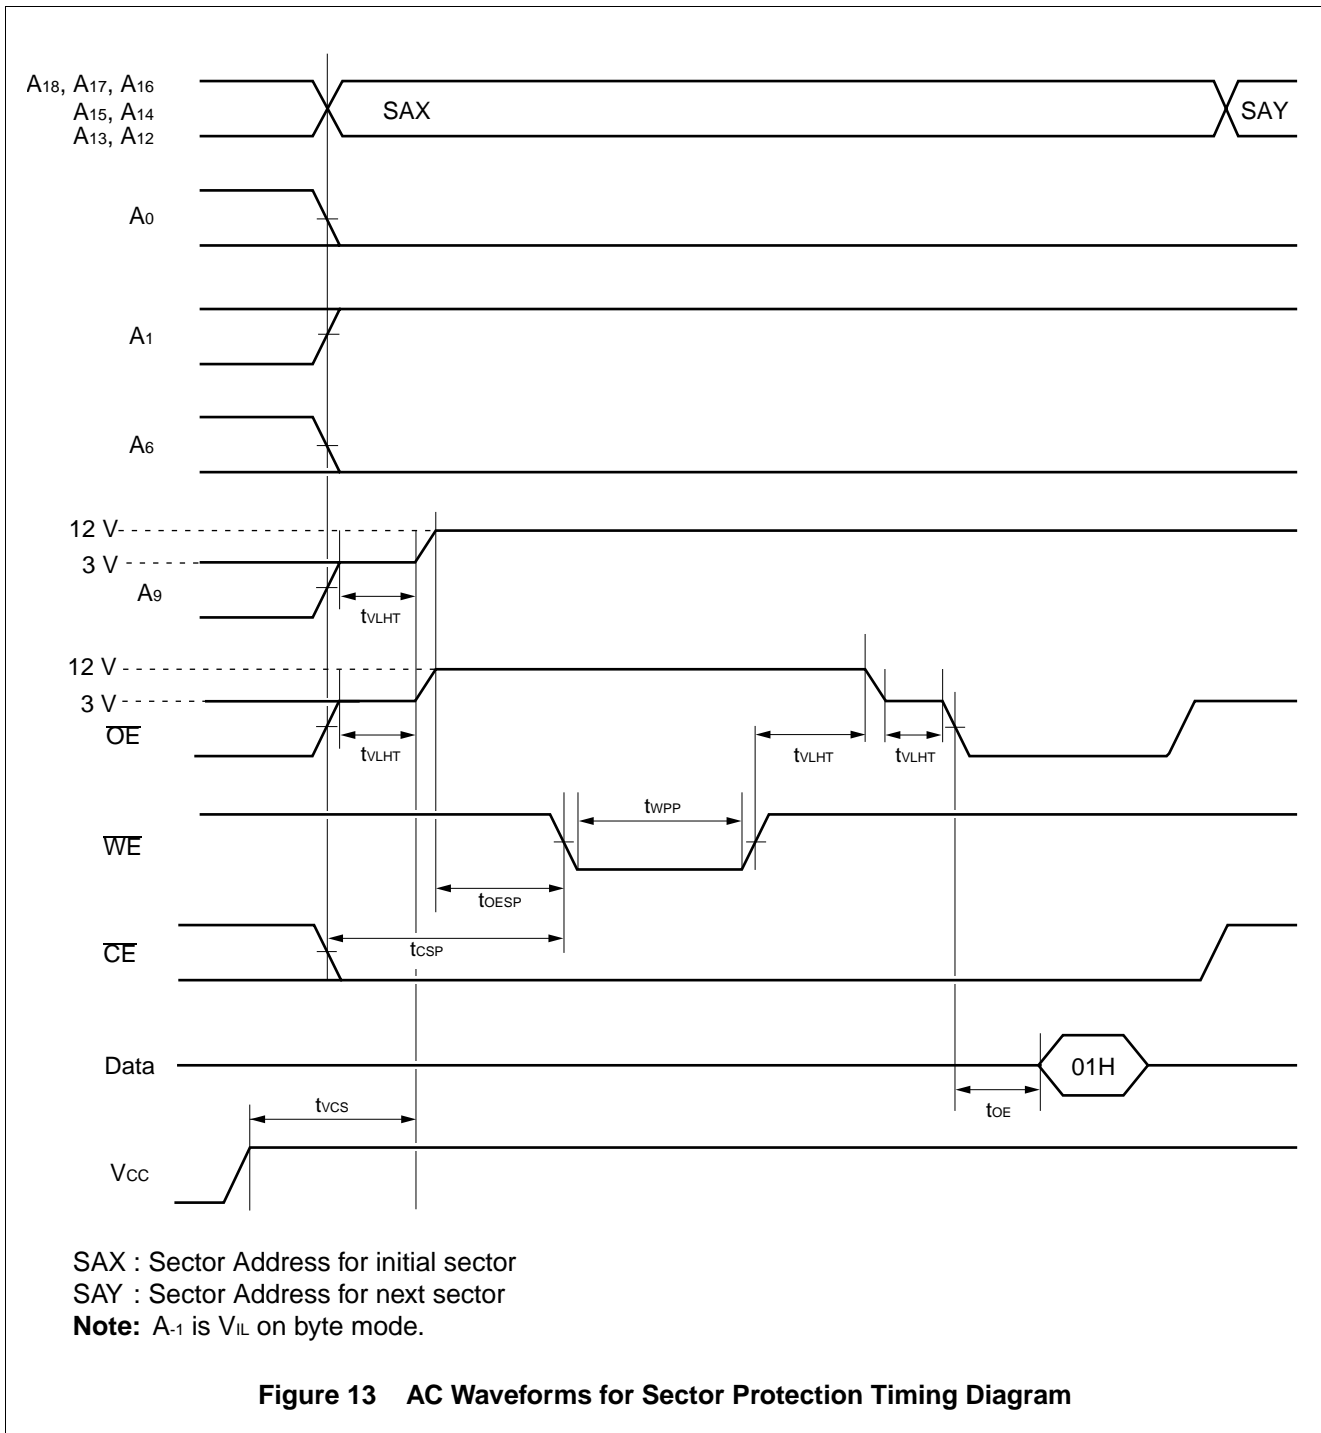 A18, A17, A16
A15, A14
A13, A12
SAX
SAY
A0
A1
A6
12 V
3 V
A9
tVLHT
12 V
3 V
OE
tVLHT
tVLHT
tVLHT
tWPP
WE
tOESP
CE
tCSP
Data
01H
tOE
tVCS
VCC
SAX : Sector Address for initial sector
SAY : Sector Address for next sector
Note: A-1 is VIL on byte mode.
Figure 13 AC Waveforms for Sector Protection Timing Diagram